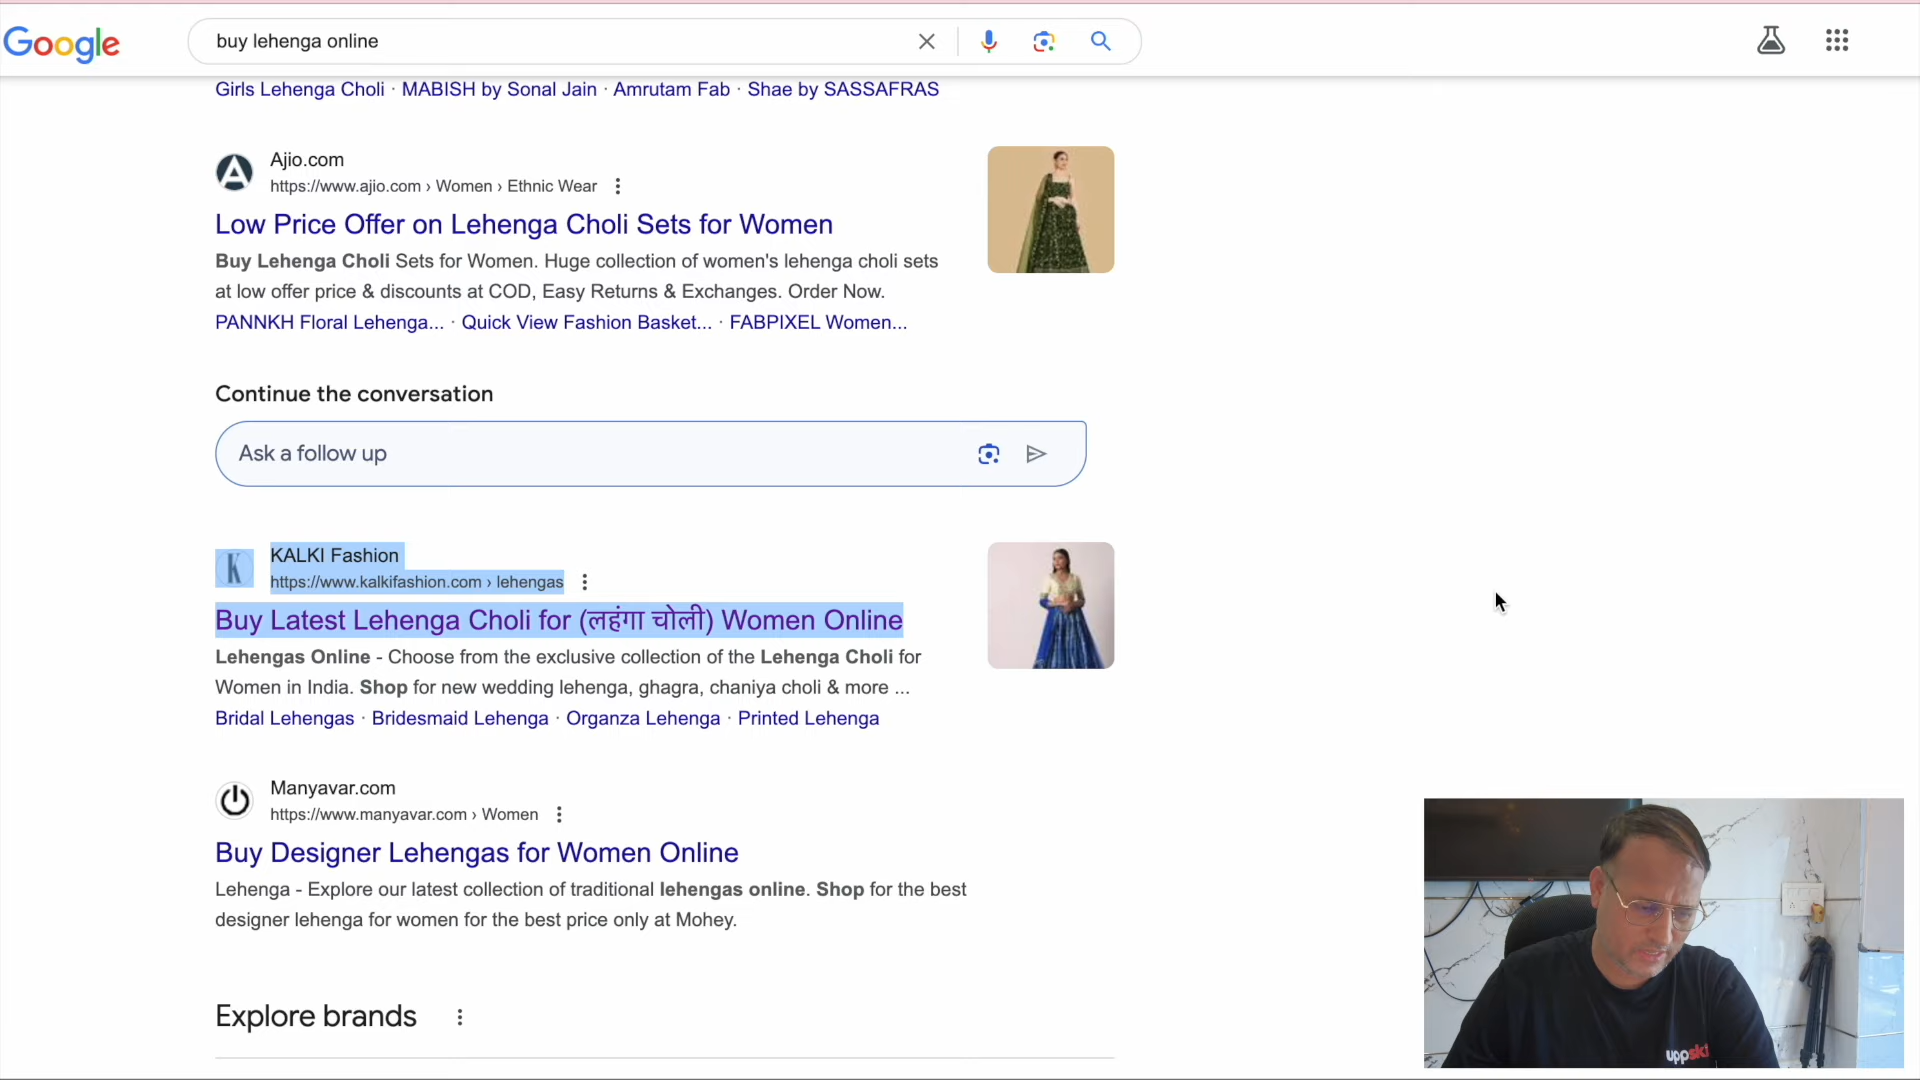 Google
buy lehenga online
Girls Lehenga Choli · MABISH by Sonal Jain · Amrutam Fab · Shae by SASSAFRAS
Ajio.com
https://www.ajio.com › Women › Ethnic Wear
Low Price Offer on Lehenga Choli Sets for Women
Buy Lehenga Choli Sets for Women. Huge collection of women's lehenga choli sets
at low offer price & discounts at COD, Easy Returns & Exchanges. Order Now.
PANNKH Floral Lehenga... · Quick View Fashion Basket... · FABPIXEL Women...
Continue the conversation
Ask a follow up
K
KALKI Fashion
https://www.kalkifashion.com › lehengas
Buy Latest Lehenga Choli for (लहंगा चोली) Women Online
Lehengas Online - Choose from the exclusive collection of the Lehenga Choli for
Women in India. Shop for new wedding lehenga, ghagra, chaniya choli & more ...
Bridal Lehengas · Bridesmaid Lehenga · Organza Lehenga · Printed Lehenga
Manyavar.com
https://www.manyavar.com › Women
Buy Designer Lehengas for Women Online
Lehenga - Explore our latest collection of traditional lehengas online. Shop for the best
designer lehenga for women for the best price only at Mohey.
Explore brands